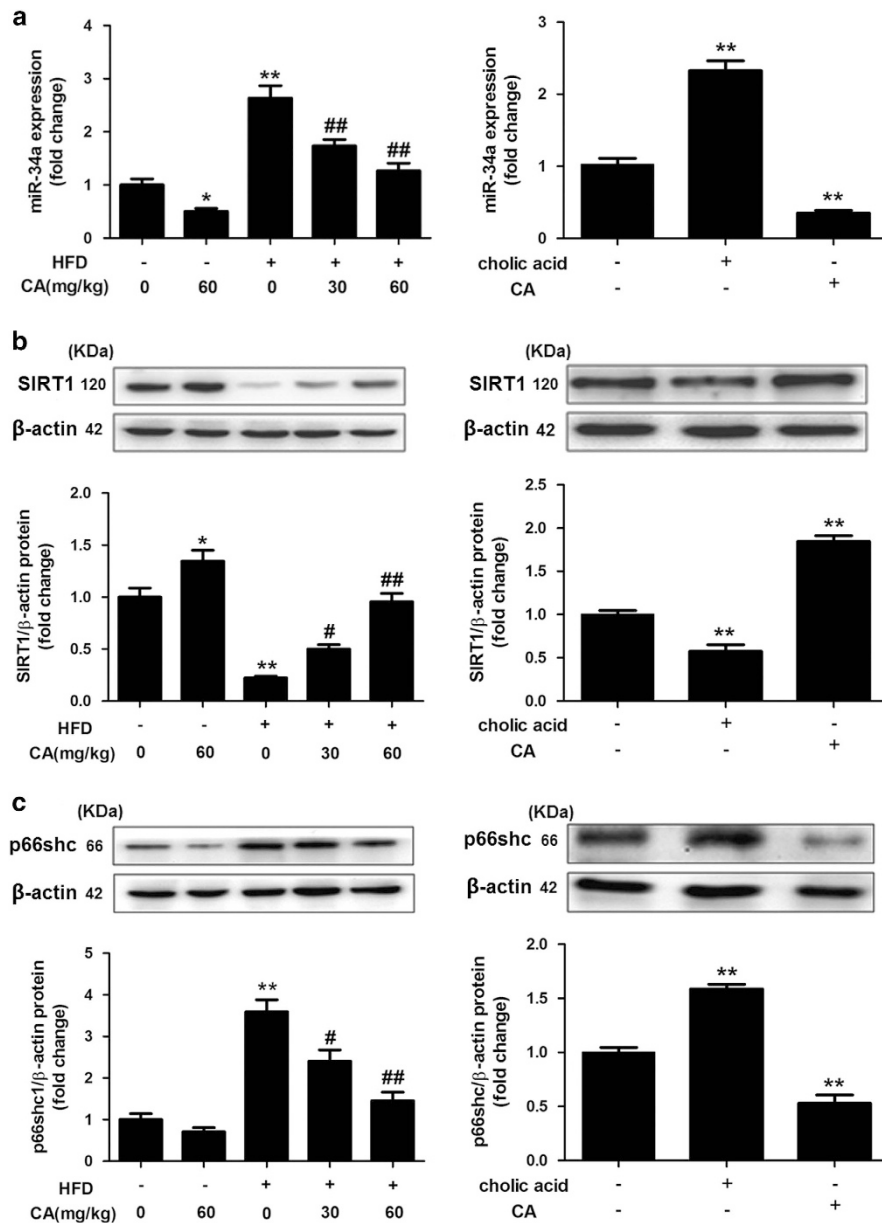 a
miR-34a expression
(fold change)
4
3
2
1
0
*
**
##
##
HFD - - + + +
CA(mg/kg) 0 60 0 30 60
miR-34a expression
(fold change)
3
2
1
0
**
**
cholic acid - + -
CA - - +
b
(KDa)
SIRT1 120
β-actin 42
SIRT1/β-actin protein
(fold change)
2.0
1.5
1.0
0.5
0.0
*
**
#
##
HFD - - + + +
CA(mg/kg) 0 60 0 30 60
(KDa)
SIRT1 120
β-actin 42
SIRT1/β-actin protein
(fold change)
2.5
2.0
1.5
1.0
0.5
0.0
**
**
cholic acid - + -
CA - - +
c
(KDa)
p66shc 66
β-actin 42
p66shc1/β-actin protein
(fold change)
5
4
3
2
1
0
**
#
##
HFD - - + + +
CA(mg/kg) 0 60 0 30 60
(KDa)
p66shc 66
β-actin 42
p66shc/β-actin protein
(fold change)
2.0
1.5
1.0
0.5
0.0
**
**
cholic acid - + -
CA - - +